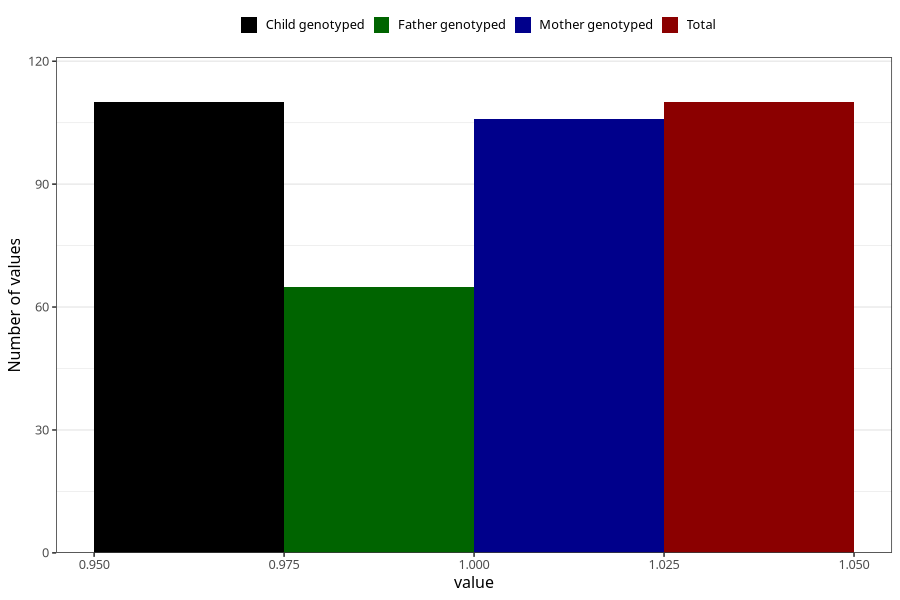 Child genotyped Father genotyped Mother genotyped Total
120
90
60
30
0
Number of values
0.950 0.975 1.000 1.025 1.050
value